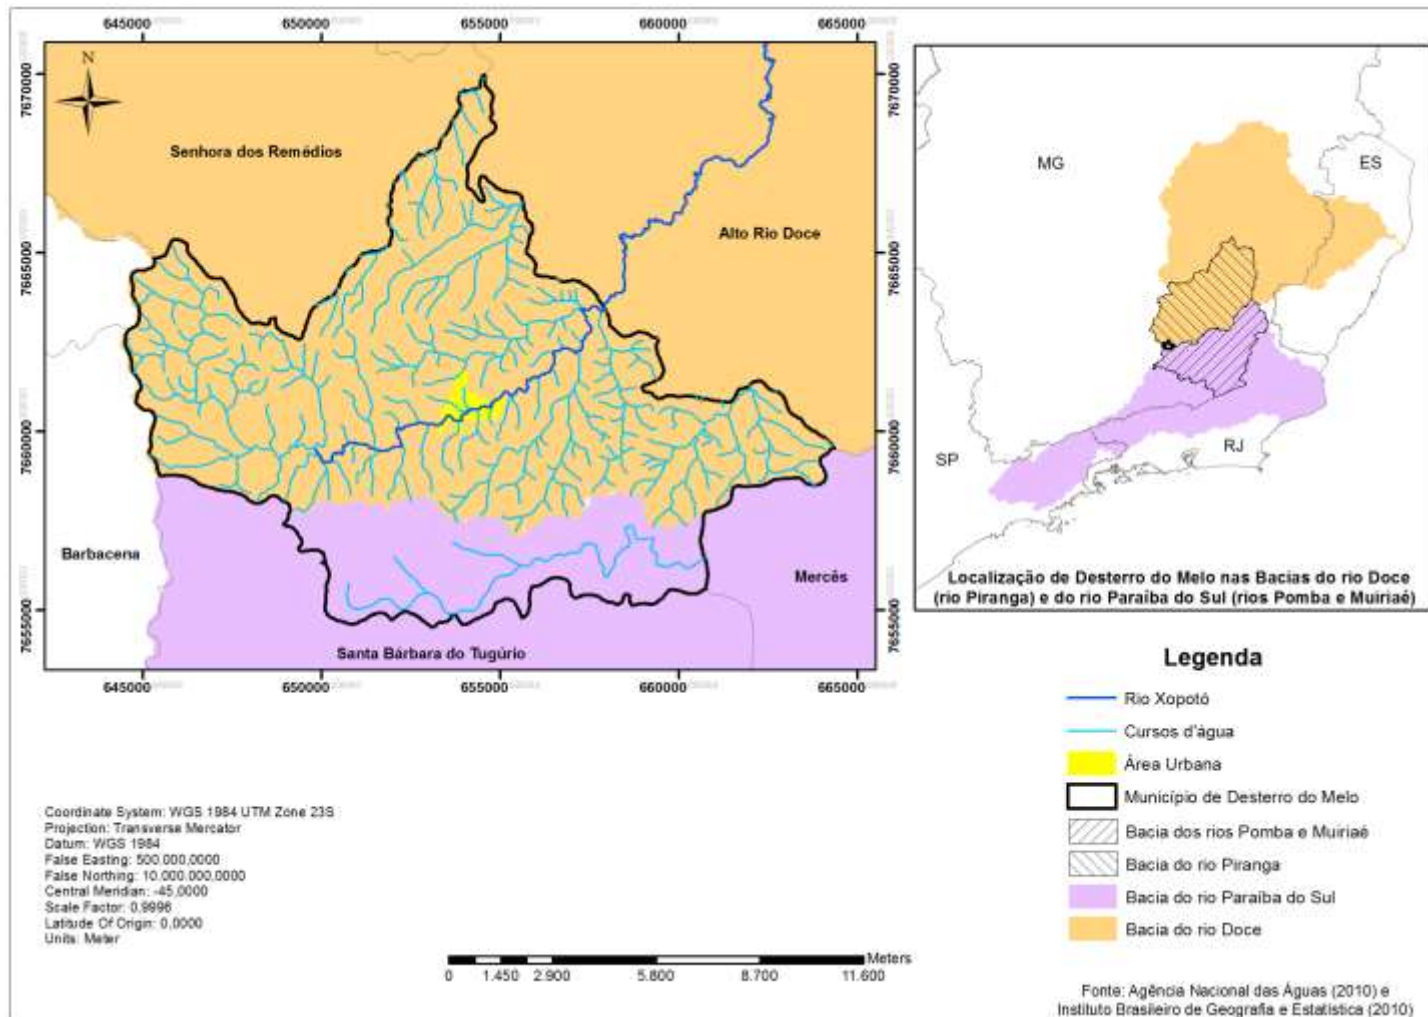 645000
650000
655000
660000
665000
N
7670000
7670000
Senhora dos Remédios
MG
ES
Alto Rio Doce
7665000
7665000
7660000
7660000
SP
RJ
Barbacena
Mercês
Localização de Desterro do Melo nas Bacias do rio Doce
(rio Piranga) e do rio Paraíba do Sul (rios Pomba e Muiriaé)
7655000
7655000
Santa Bárbara do Tugúrio
645000
650000
655000
660000
665000
Legenda
Rio Xopotó
Cursos d'água
Área Urbana
Município de Desterro do Melo
Bacia dos rios Pomba e Muiriaé
Bacia do rio Piranga
Bacia do rio Paraíba do Sul
Bacia do rio Doce
Coordinate System: WGS 1984 UTM Zone 23S
Projection: Transverse Mercator
Datum: WGS 1984
False Easting: 500.000,0000
False Northing: 10.000.000,0000
Central Meridian: -45,0000
Scale Factor: 0,9996
Latitude Of Origin: 0,0000
Units: Meter
Meters
0 1.450 2.900 5.800 8.700 11.600
Fonte: Agência Nacional das Águas (2010) e
Instituto Brasileiro de Geografia e Estatística (2010)